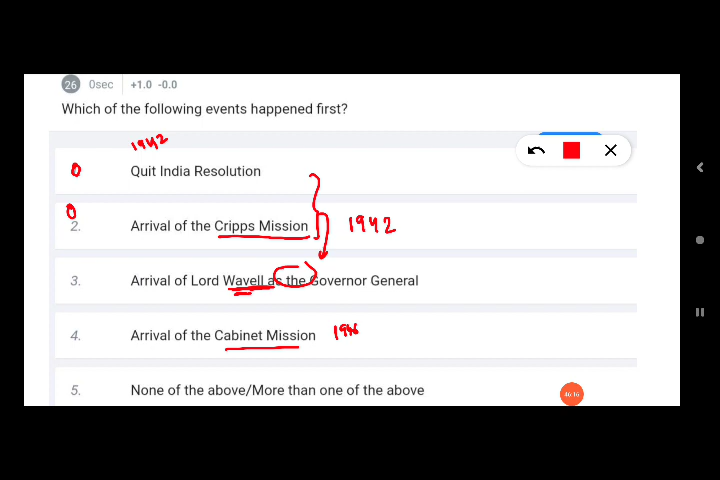 26 0sec +1.0 -0.0
Which of the following events happened first?
1942
Quit India Resolution
2. Arrival of the Cripps Mission 1942
3. Arrival of Lord Wavell as the Governor General
4. Arrival of the Cabinet Mission 1946
5. None of the above/More than one of the above
46:16